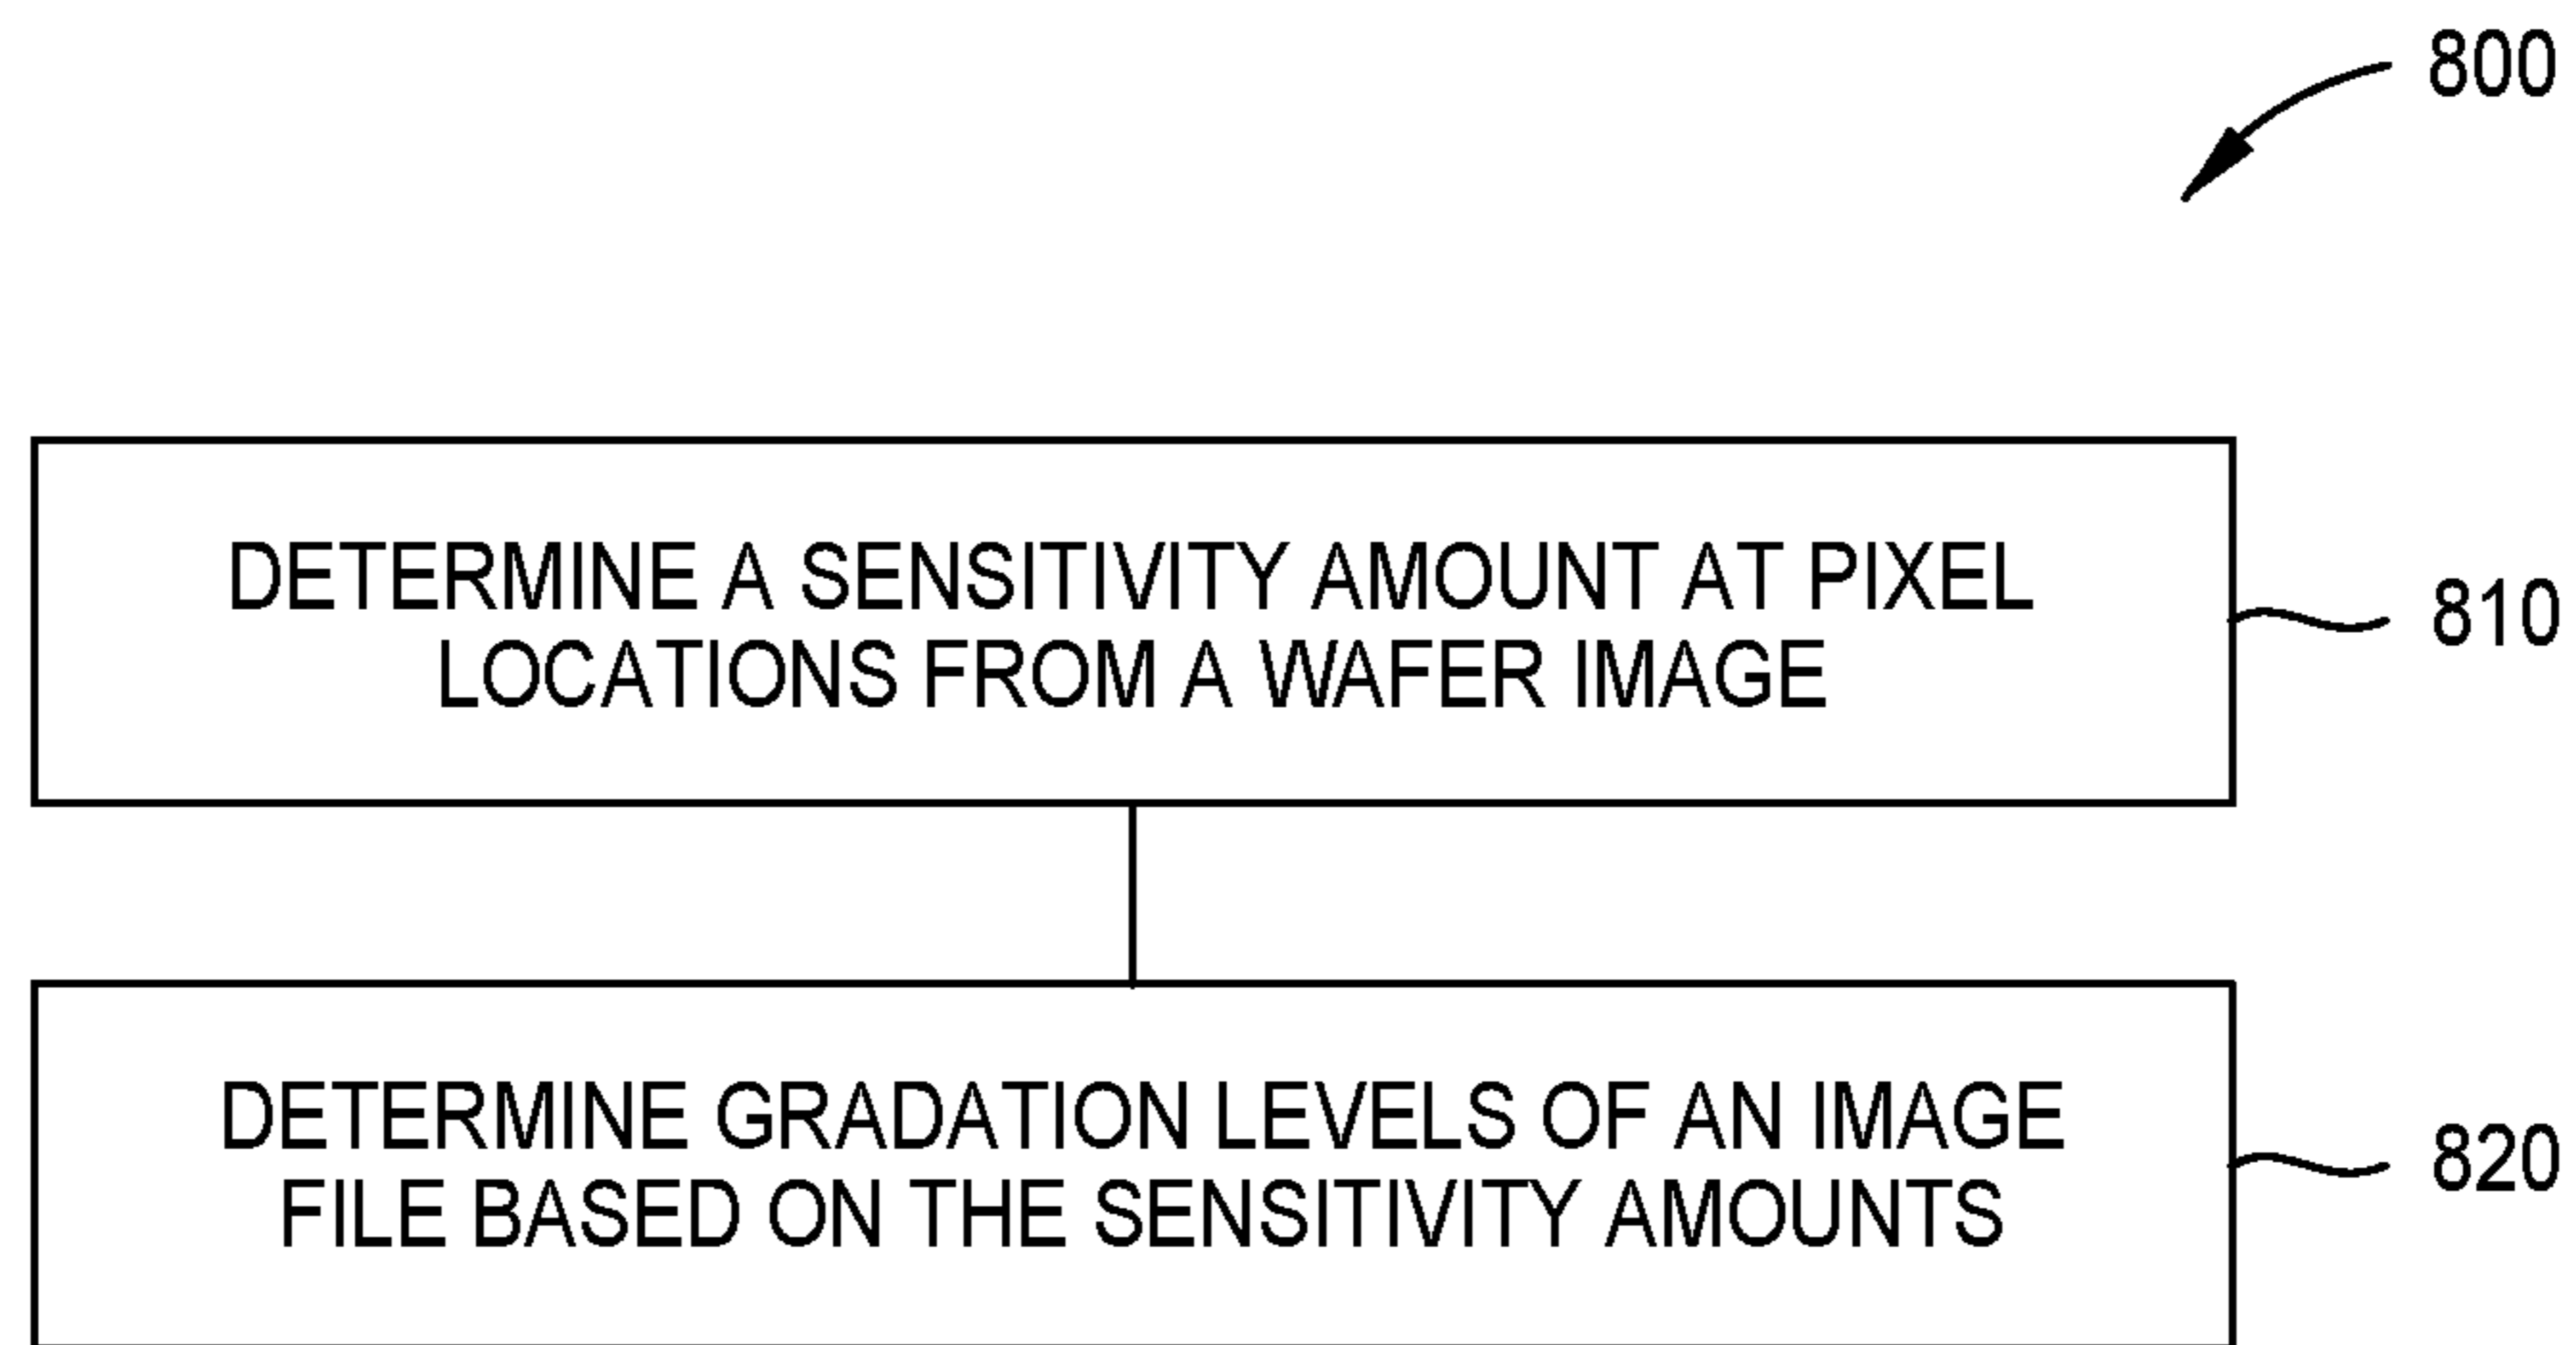 800
DETERMINE A SENSITIVITY AMOUNT AT PIXEL
LOCATIONS FROM A WAFER IMAGE
810
DETERMINE GRADATION LEVELS OF AN IMAGE
FILE BASED ON THE SENSITIVITY AMOUNTS
820